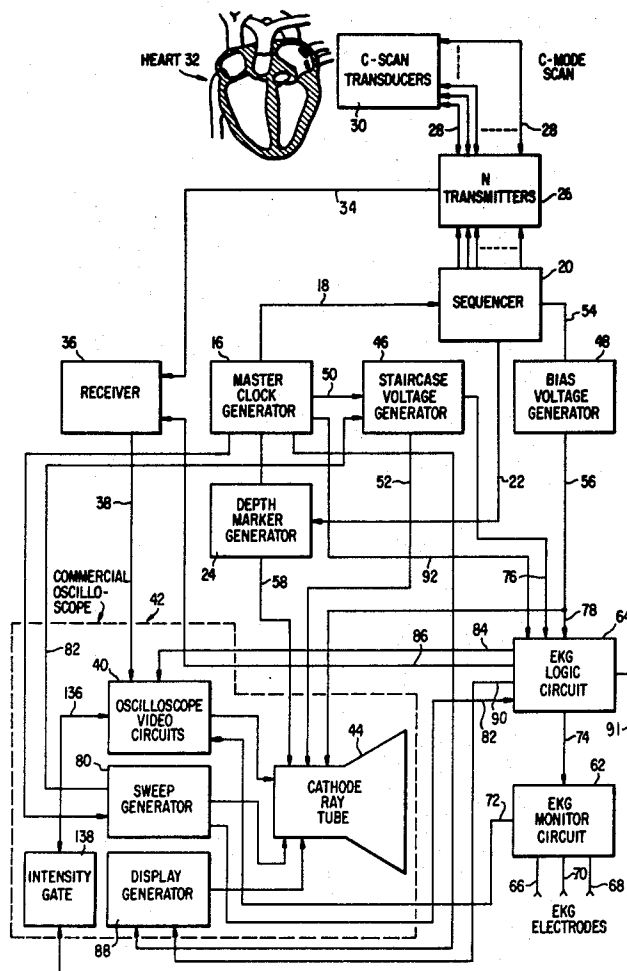 HEART 32
C-SCAN
TRANSDUCERS
30
C-MODE
SCAN
28
28
N
TRANSMITTERS
26
34
20
SEQUENCER
18
54
36
RECEIVER
16
MASTER
CLOCK
GENERATOR
50
46
STAIRCASE
VOLTAGE
GENERATOR
48
BIAS
VOLTAGE
GENERATOR
38
52
22
56
DEPTH
MARKER
GENERATOR
24
58
92
76
78
COMMERCIAL
OSCILLO-
SCOPE
42
82
84
86
90
82
64
EKG
LOGIC
CIRCUIT
91
136
40
OSCILLOSCOPE
VIDEO
CIRCUITS
44
CATHODE
RAY
TUBE
74
80
SWEEP
GENERATOR
72
62
EKG
MONITOR
CIRCUIT
138
INTENSITY
GATE
DISPLAY
GENERATOR
88
66
70
68
EKG
ELECTRODES